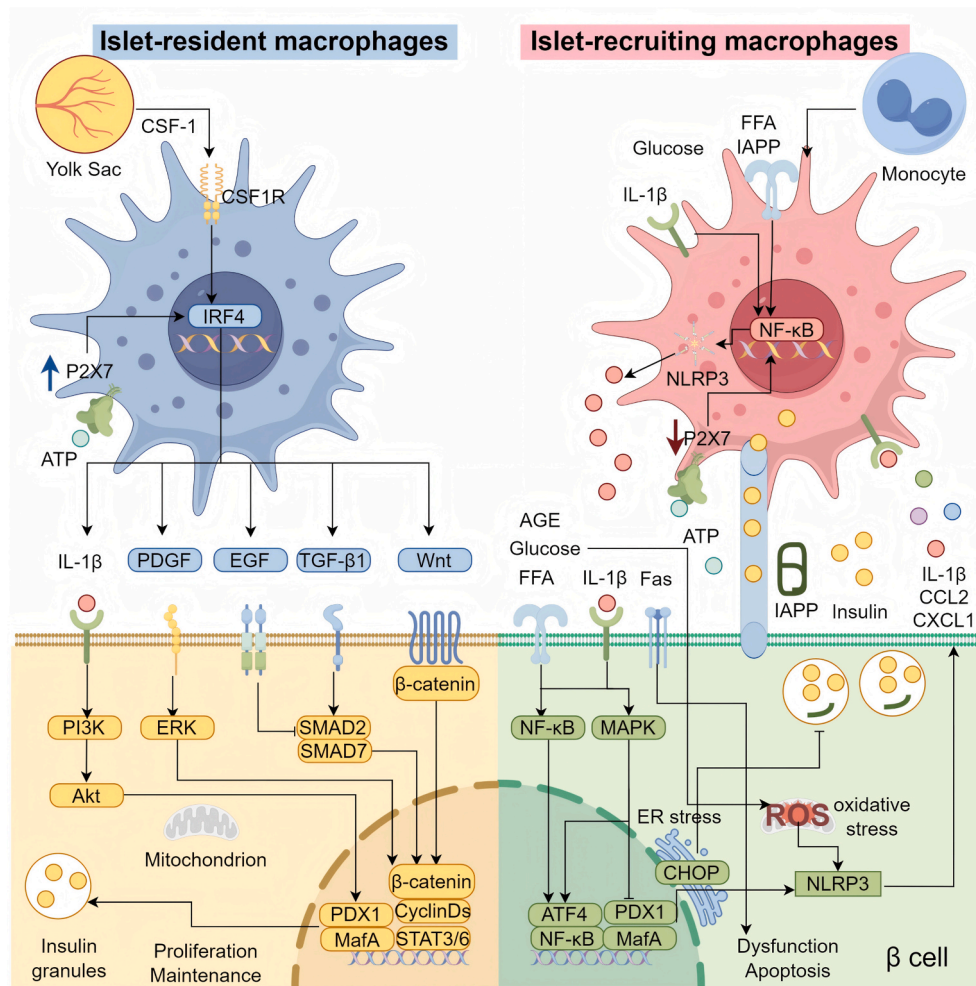 Islet-resident macrophages
Islet-recruiting macrophages
CSF-1
Yolk Sac
CSF1R
IRF4
P2X7
ATP
IL-1β
PDGF
EGF
TGF-β1
Wnt
FFA
IAPP
Glucose
IL-1β
Monocyte
NF-κB
NLRP3
P2X7
ATP
AGE
Glucose
FFA
IL-1β
Fas
IAPP
Insulin
IL-1β
CCL2
CXCL1
β-catenin
PI3K
ERK
SMAD2
SMAD7
Akt
Mitochondrion
β-catenin
PDX1
CyclinDs
MafA
STAT3/6
Insulin
granules
Proliferation
Maintenance
NF-κB
MAPK
ER stress
ROS
oxidative
stress
CHOP
NLRP3
ATF4
PDX1
NF-κB
MafA
Dysfunction
Apoptosis
β cell